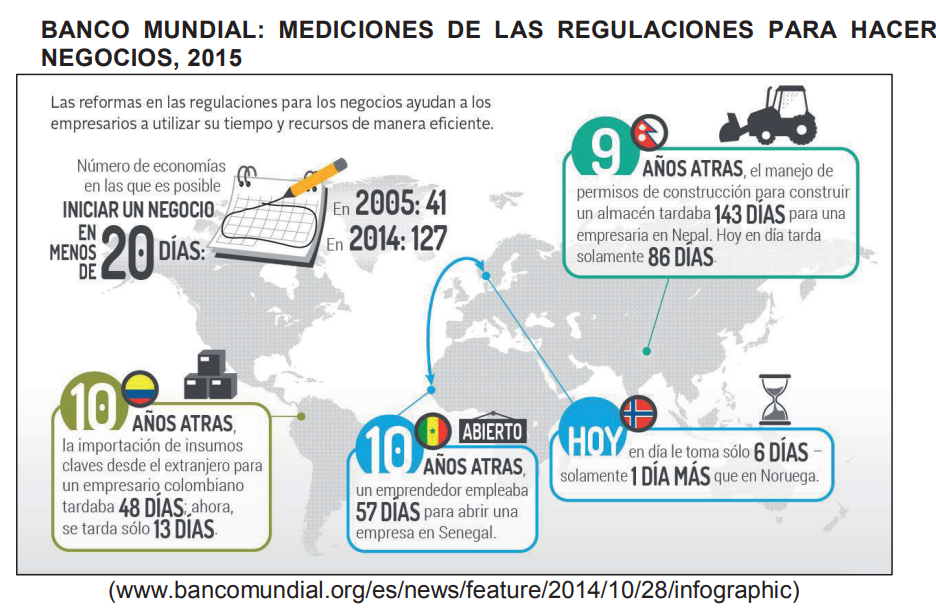 BANCO MUNDIAL: MEDICIONES DE LAS REGULACIONES PARA HACER
NEGOCIOS, 2015
Las reformas en las regulaciones para los negocios ayudan a los
empresarios a utilizar su tiempo y recursos de manera eficiente.
Número de economías
en las que es posible
INICIAR UN NEGOCIO
EN
MENOS
DE
20 DÍAS:
En 2005: 41
En 2014: 127
9
AÑOS ATRAS, el manejo de
permisos de construcción para construir
un almacén tardaba 143 DÍAS para una
empresaria en Nepal. Hoy en día tarda
solamente 86 DÍAS.
10
AÑOS ATRAS,
la importación de insumos
claves desde el extranjero para
un empresario colombiano
tardaba 48 DÍAS; ahora,
se tarda sólo 13 DÍAS.
10
ABIERTO
AÑOS ATRAS,
un emprendedor empleaba
57 DÍAS para abrir una
empresa en Senegal.
HOY
en día le toma sólo 6 DÍAS –
solamente 1 DÍA MÁS que en Noruega.
(www.bancomundial.org/es/news/feature/2014/10/28/infographic)